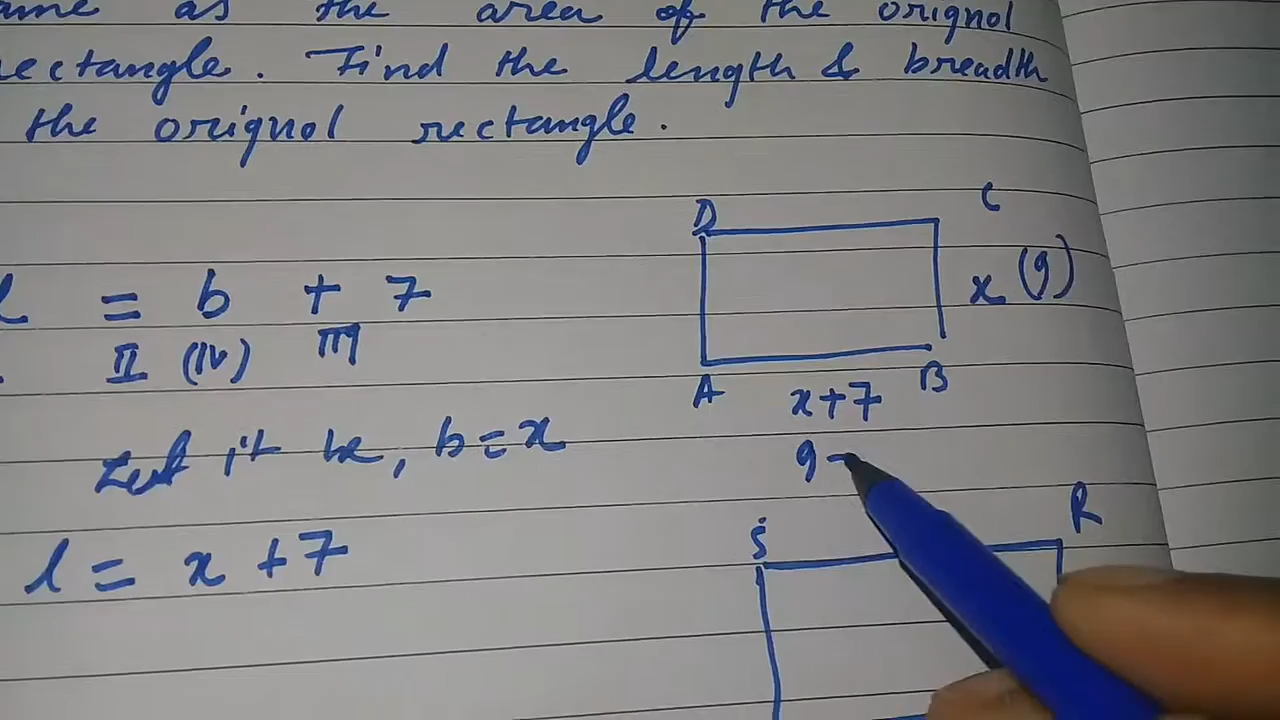 ame as the area of the orignol
rectangle. Find the length & breadth
the orignol rectangle.
D C
l = b + 7
x (9)
II (IV) III
A B
x+7
Let it be, b=x
9-
S R
l = x +7